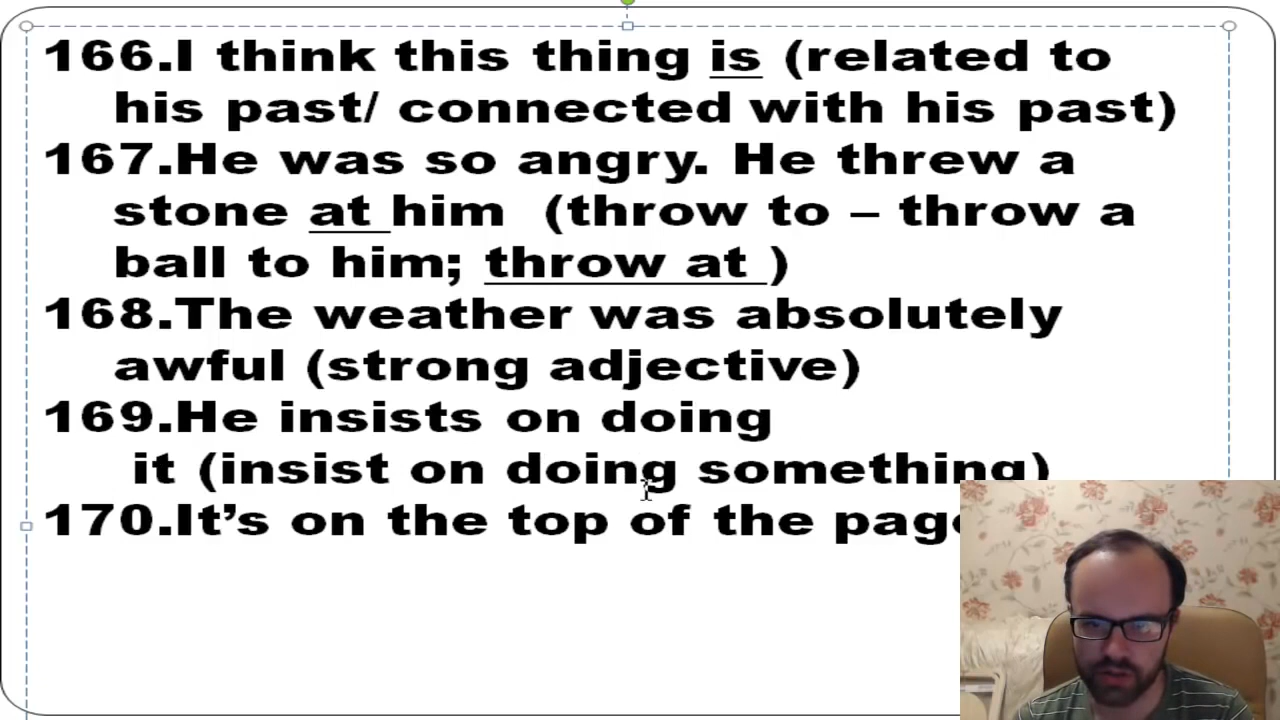 166.I think this thing is (related to
his past/ connected with his past)
167.He was so angry. He threw a
stone at him (throw to – throw a
ball to him; throw at )
168.The weather was absolutely
awful (strong adjective)
169.He insists on doing
it (insist on doing something)
170.It’s on the top of the page